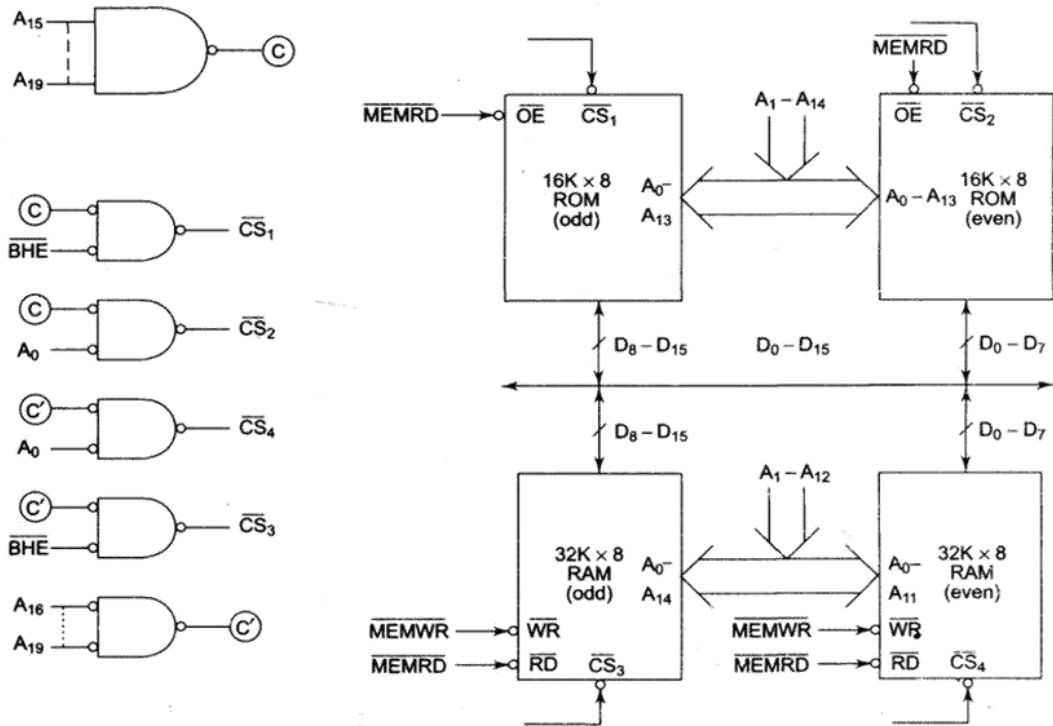 A15
A19
C
C
BHE
CS1
C
A0
CS2
C'
A0
CS4
C'
BHE
CS3
A16
A19
C'
MEMRD
OE CS1
16K × 8
ROM
(odd)
A0–
A13
A1 – A14
MEMRD
OE CS2
A0 – A13
16K × 8
ROM
(even)
D8 – D15
D0 – D15
D0 – D7
D8 – D15
D0 – D7
A1 – A12
32K × 8
RAM
(odd)
A0–
A14
MEMWR
WR
MEMRD
RD CS3
A0–
A11
32K × 8
RAM
(even)
MEMWR
WR
MEMRD
RD CS4